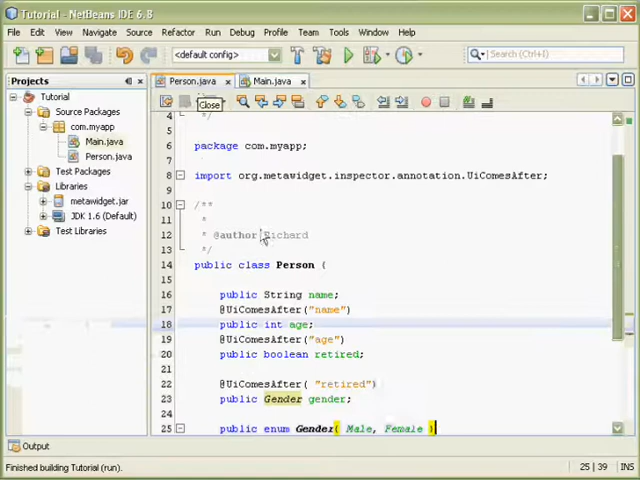 Tutorial - NetBeans IDE 6.8
File Edit View Navigate Source Refactor Run Debug Profile Team Tools Window Help
<default config>
Search (Ctrl+I)
Projects
Person.java
Main.java
Close
Tutorial
Source Packages
com.myapp
Main.java
Person.java
Test Packages
Libraries
metawidget.jar
JDK 1.6 (Default)
Test Libraries
4 */
5
6 package com.myapp;
7
8 import org.metawidget.inspector.annotation.UiComesAfter;
9
10 /**
11 *
12 * @author Richard
13 */
14 public class Person {
15
16 public String name;
17 @UiComesAfter("name")
18 public int age;
19 @UiComesAfter("age")
20 public boolean retired;
21
22 @UiComesAfter( "retired")
23 public Gender gender;
24
25 public enum Gender{ Male, Female }
Output
Finished building Tutorial (run).
25 | 39
INS